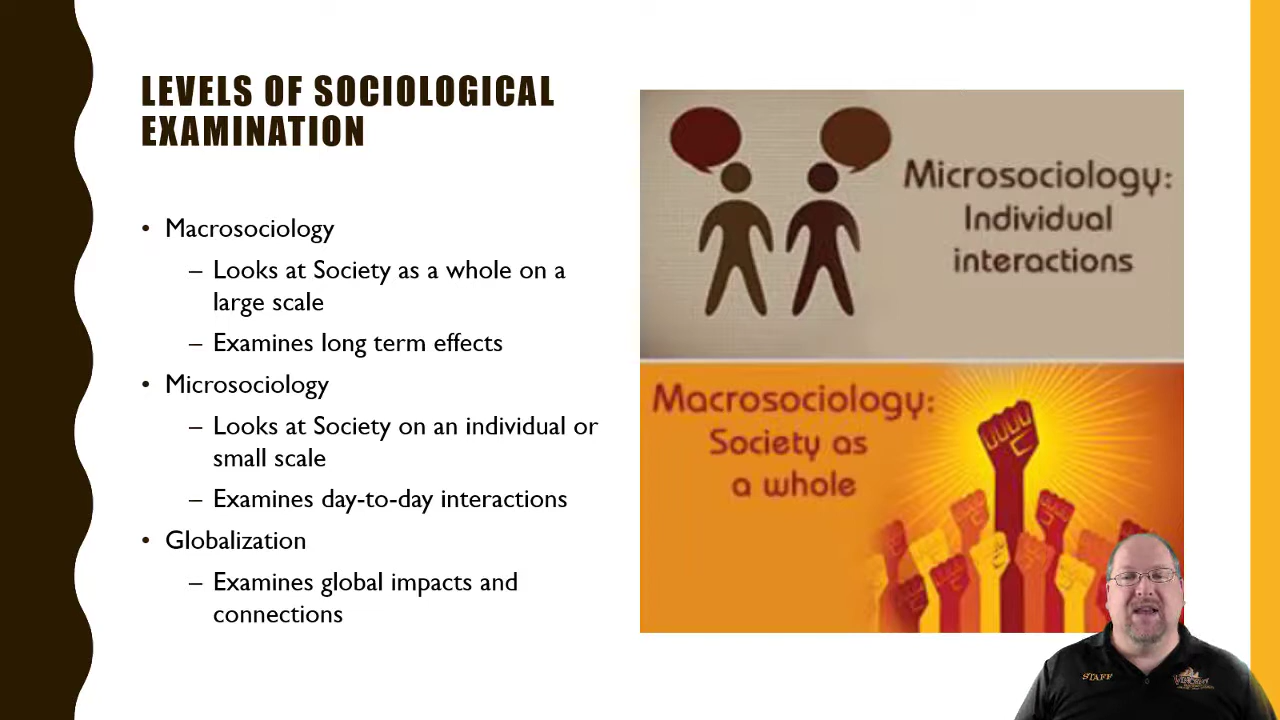 LEVELS OF SOCIOLOGICAL
EXAMINATION
• Macrosociology
– Looks at Society as a whole on a
large scale
– Examines long term effects
• Microsociology
– Looks at Society on an individual or
small scale
– Examines day-to-day interactions
• Globalization
– Examines global impacts and
connections
Microsociology:
Individual
interactions
Macrosociology:
Society as
a whole
STAFF